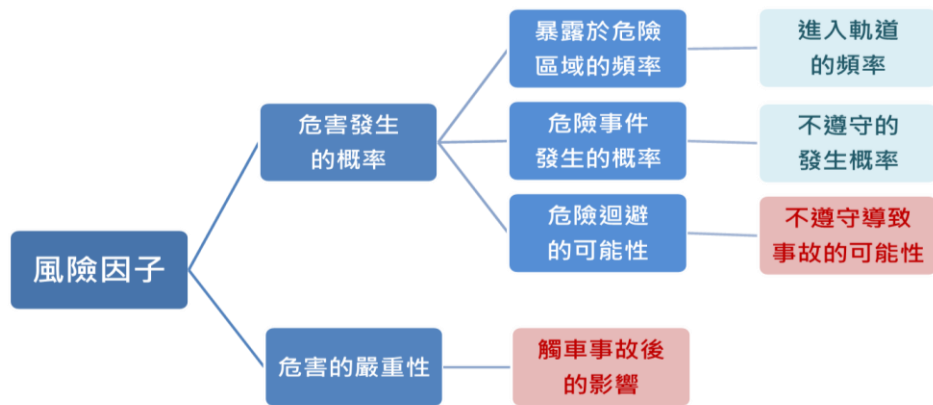 暴露於危險
區域的頻率
進入軌道
的頻率
危害發生
的概率
危險事件
發生的概率
不遵守的
發生概率
危險迴避
的可能性
不遵守導致
事故的可能性
風險因子
危害的嚴重性
觸車事故後
的影響